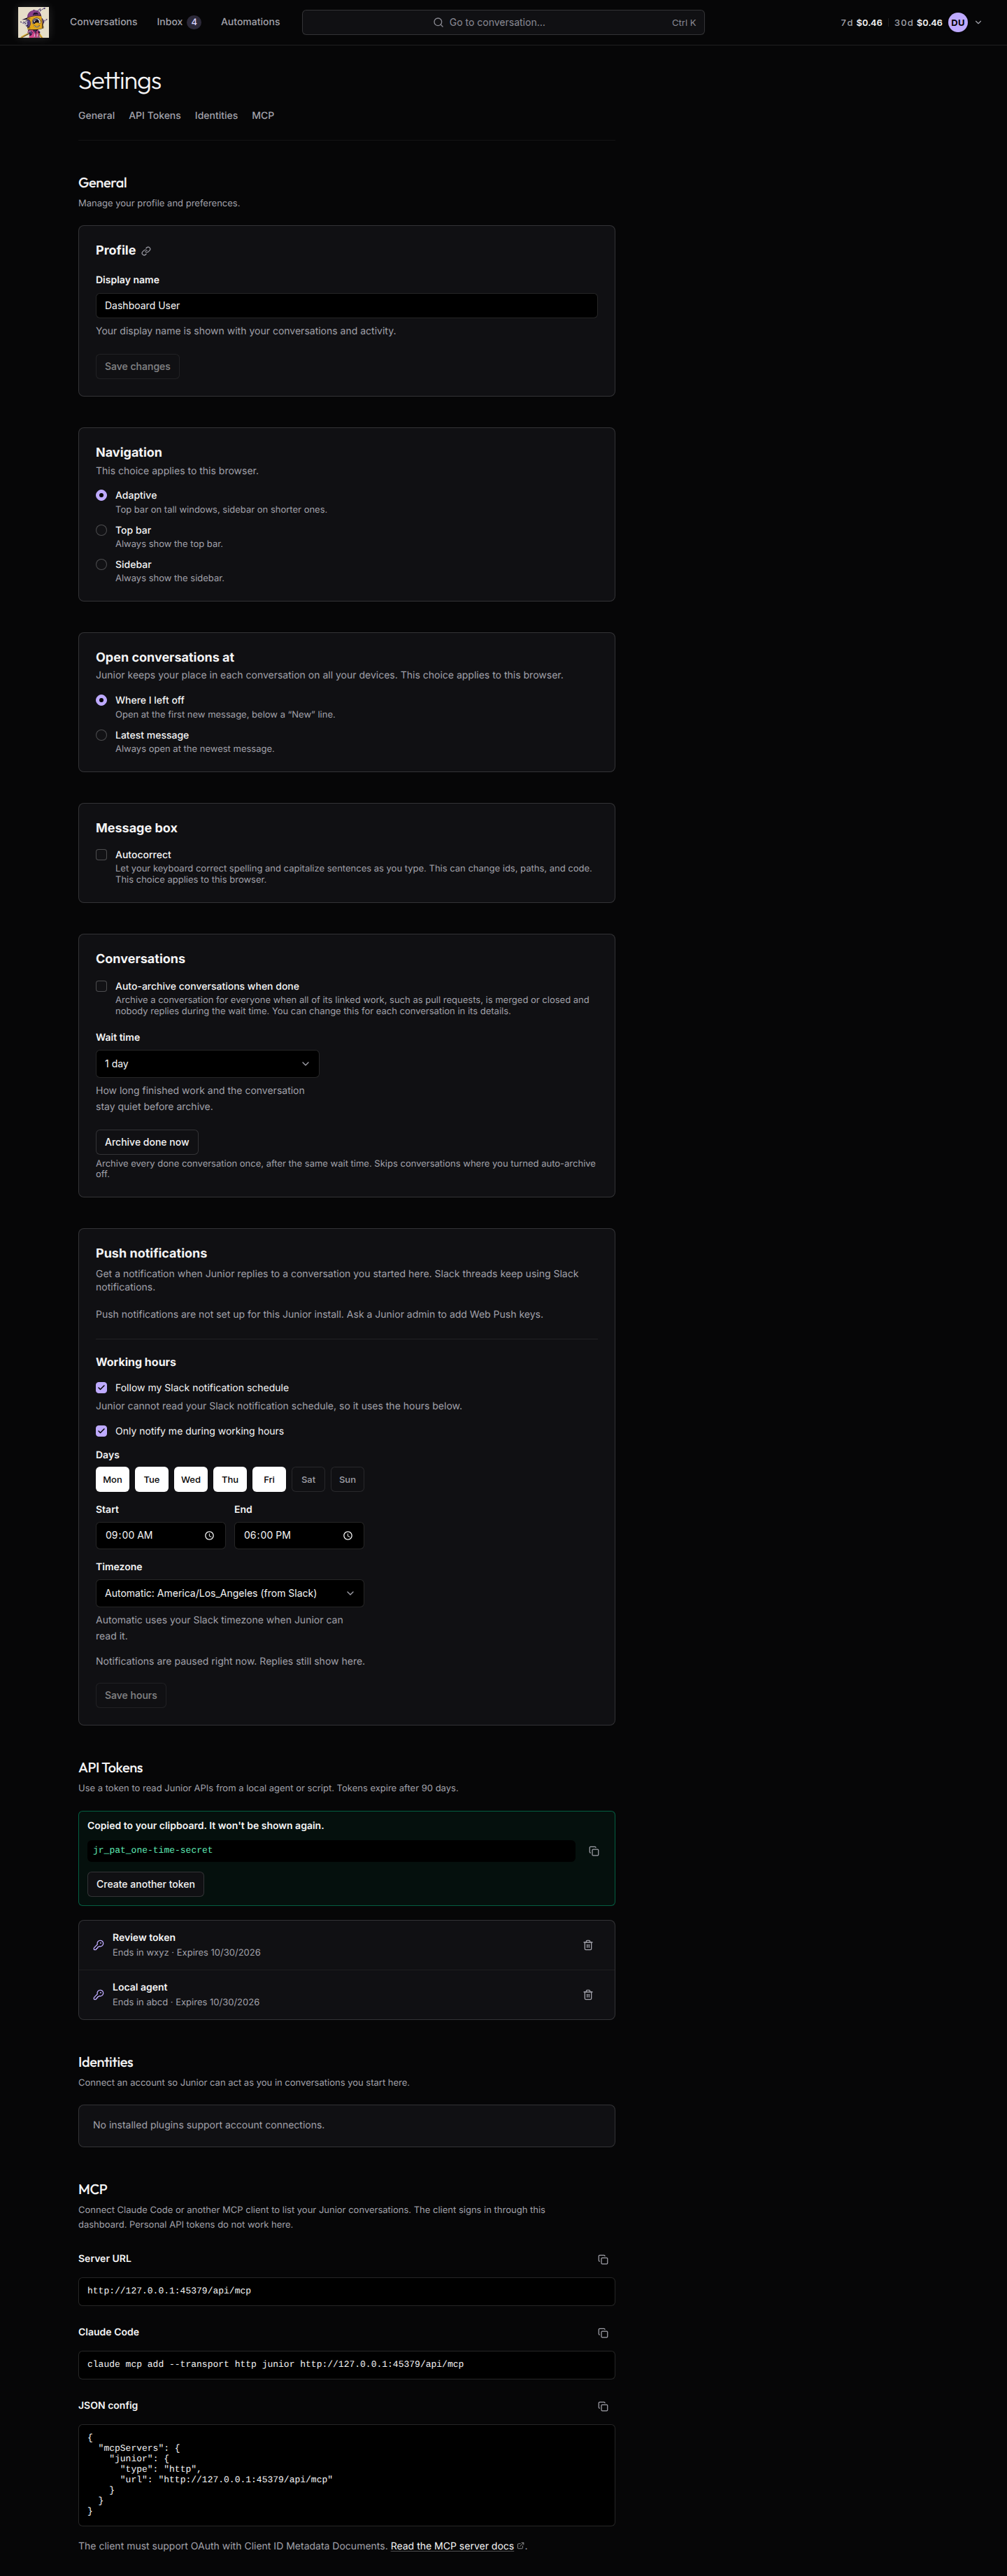 Conversations Inbox 4 Automations Go to conversation... Ctrl K 7d $0.46 30d $0.46 DU
Settings
General API Tokens Identities MCP
General
Manage your profile and preferences.
Profile
Display name
Dashboard User
Your display name is shown with your conversations and activity.
Save changes
Navigation
This choice applies to this browser.
Adaptive
Top bar on tall windows, sidebar on shorter ones.
Top bar
Always show the top bar.
Sidebar
Always show the sidebar.
Open conversations at
Junior keeps your place in each conversation on all your devices. This choice applies to this browser.
Where I left off
Open at the first new message, below a “New” line.
Latest message
Always open at the newest message.
Message box
Autocorrect
Let your keyboard correct spelling and capitalize sentences as you type. This can change ids, paths, and code.
This choice applies to this browser.
Conversations
Auto-archive conversations when done
Archive a conversation for everyone when all of its linked work, such as pull requests, is merged or closed and
nobody replies during the wait time. You can change this for each conversation in its details.
Wait time
1 day
How long finished work and the conversation
stay quiet before archive.
Archive done now
Archive every done conversation once, after the same wait time. Skips conversations where you turned auto-archive
off.
Push notifications
Get a notification when Junior replies to a conversation you started here. Slack threads keep using Slack
notifications.
Push notifications are not set up for this Junior install. Ask a Junior admin to add Web Push keys.
Working hours
Follow my Slack notification schedule
Junior cannot read your Slack notification schedule, so it uses the hours below.
Only notify me during working hours
Days
Mon Tue Wed Thu Fri Sat Sun
Start End
09:00 AM 06:00 PM
Timezone
Automatic: America/Los_Angeles (from Slack)
Automatic uses your Slack timezone when Junior can
read it.
Notifications are paused right now. Replies still show here.
Save hours
API Tokens
Use a token to read Junior APIs from a local agent or script. Tokens expire after 90 days.
Copied to your clipboard. It won't be shown again.
jr_pat_one-time-secret
Create another token
Review token
Ends in wxyz · Expires 10/30/2026
Local agent
Ends in abcd · Expires 10/30/2026
Identities
Connect an account so Junior can act as you in conversations you start here.
No installed plugins support account connections.
MCP
Connect Claude Code or another MCP client to list your Junior conversations. The client signs in through this
dashboard. Personal API tokens do not work here.
Server URL
http://127.0.0.1:45379/api/mcp
Claude Code
claude mcp add --transport http junior http://127.0.0.1:45379/api/mcp
JSON config
{
  "mcpServers": {
    "junior": {
      "type": "http",
      "url": "http://127.0.0.1:45379/api/mcp"
    }
  }
}
The client must support OAuth with Client ID Metadata Documents. Read the MCP server docs.